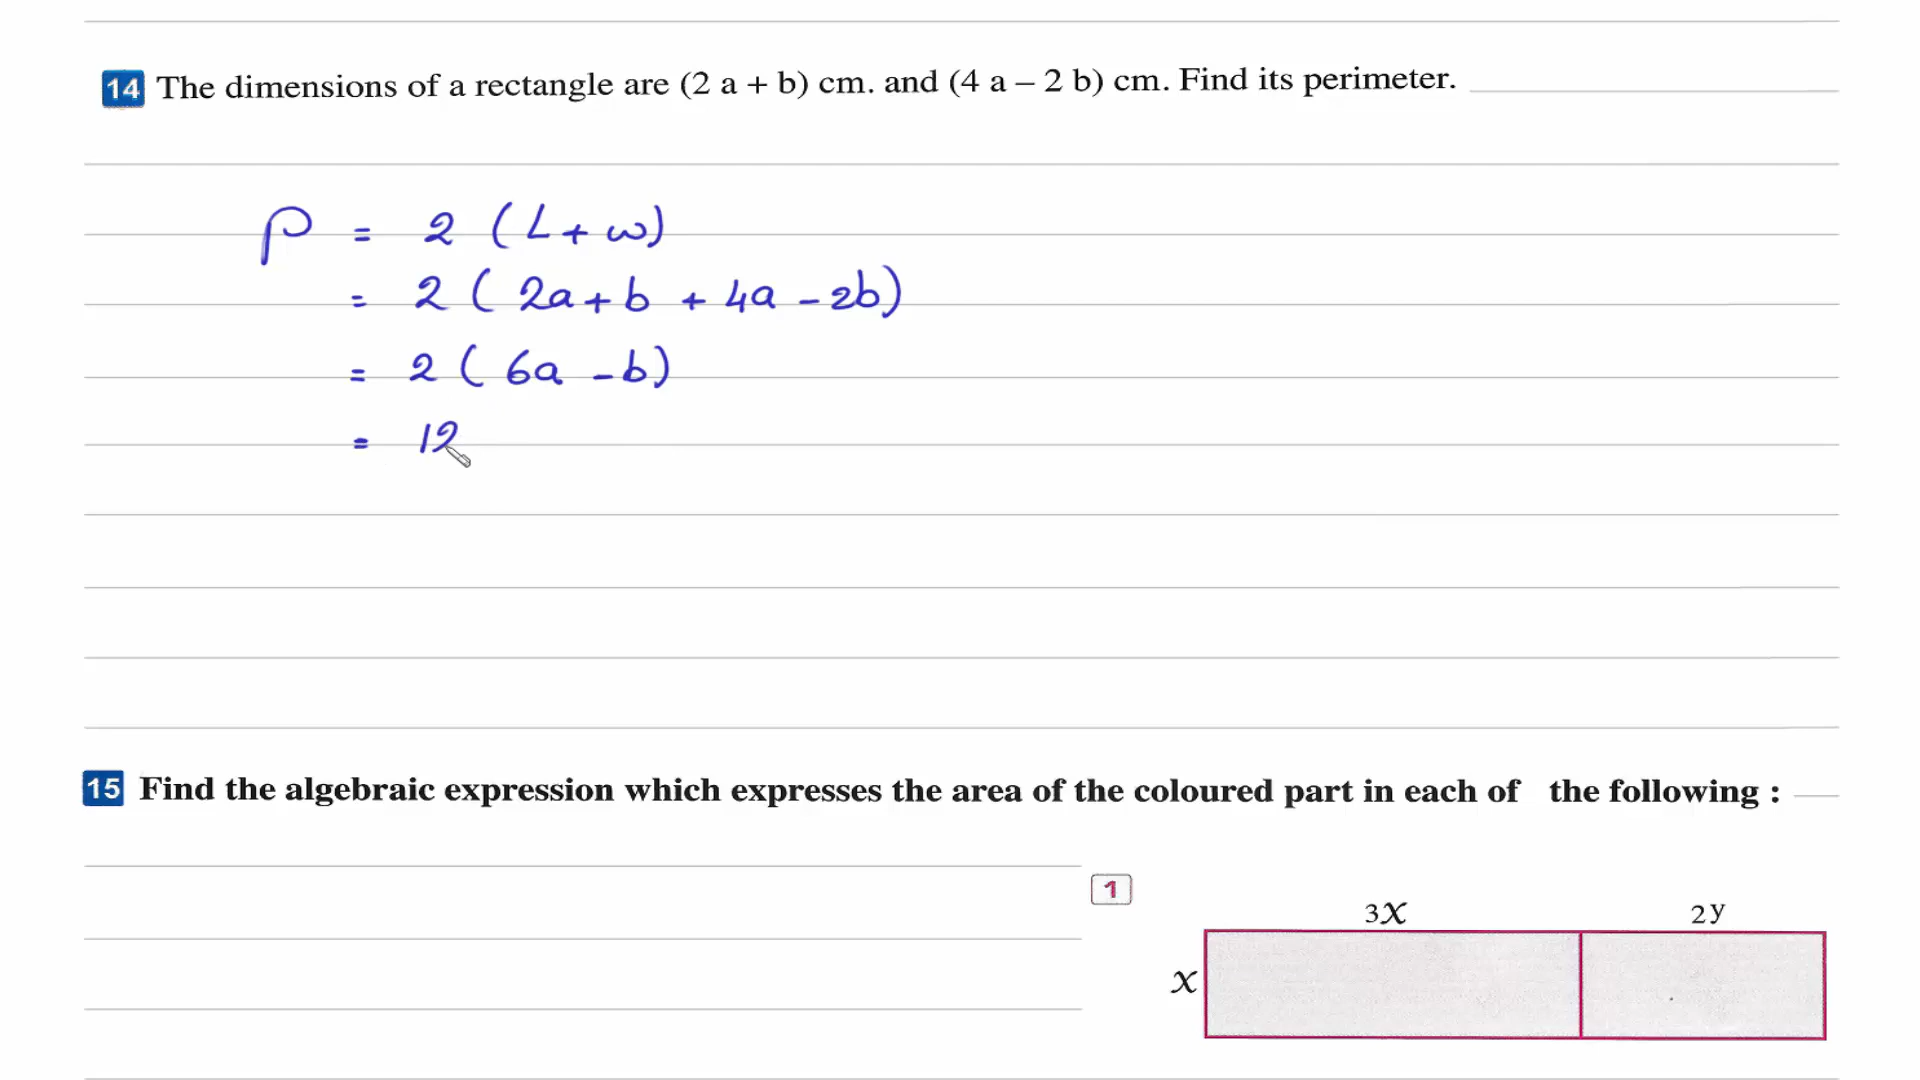 14 The dimensions of a rectangle are (2 a + b) cm. and (4 a – 2 b) cm. Find its perimeter.
P = 2 (L + w)
= 2 ( 2a + b + 4a - 2b)
= 2 ( 6a - b)
= 12
15 Find the algebraic expression which expresses the area of the coloured part in each of the following :
1
3x 2y
x